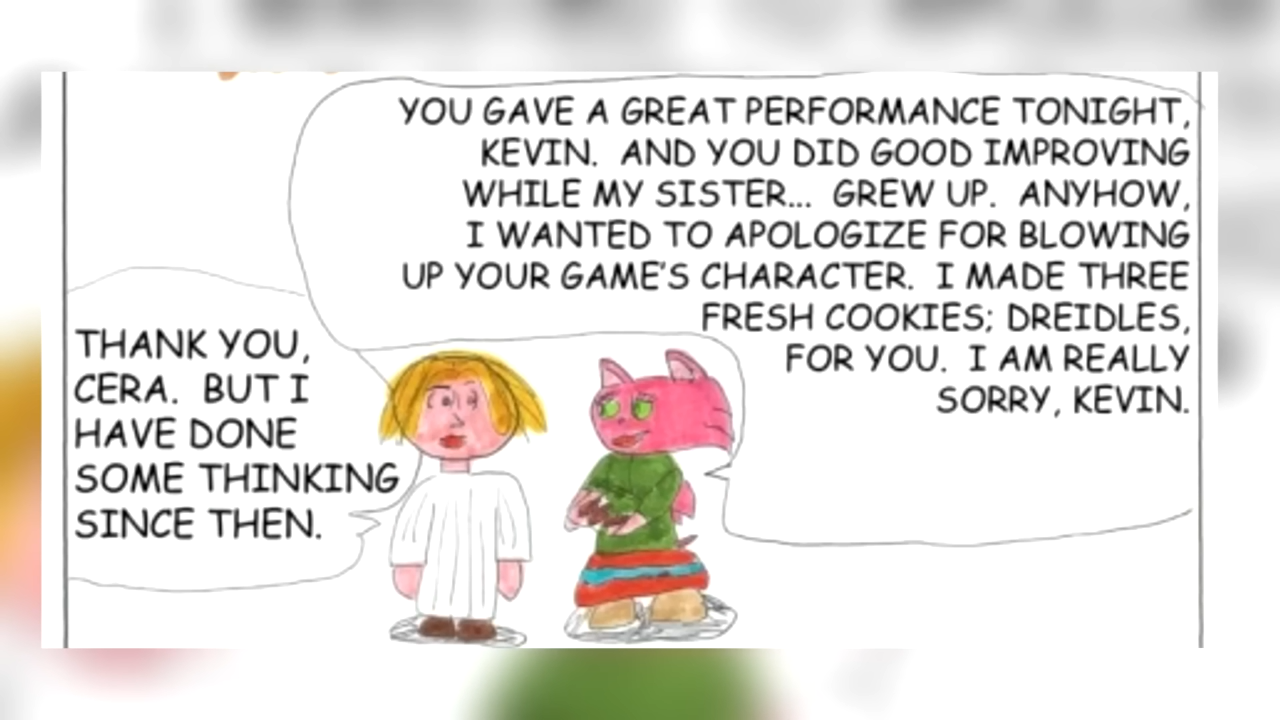 YOU GAVE A GREAT PERFORMANCE TONIGHT,
KEVIN. AND YOU DID GOOD IMPROVING
WHILE MY SISTER... GREW UP. ANYHOW,
I WANTED TO APOLOGIZE FOR BLOWING
UP YOUR GAME'S CHARACTER. I MADE THREE
FRESH COOKIES; DREIDLES,
FOR YOU. I AM REALLY
SORRY, KEVIN.
THANK YOU,
CERA. BUT I
HAVE DONE
SOME THINKING
SINCE THEN.